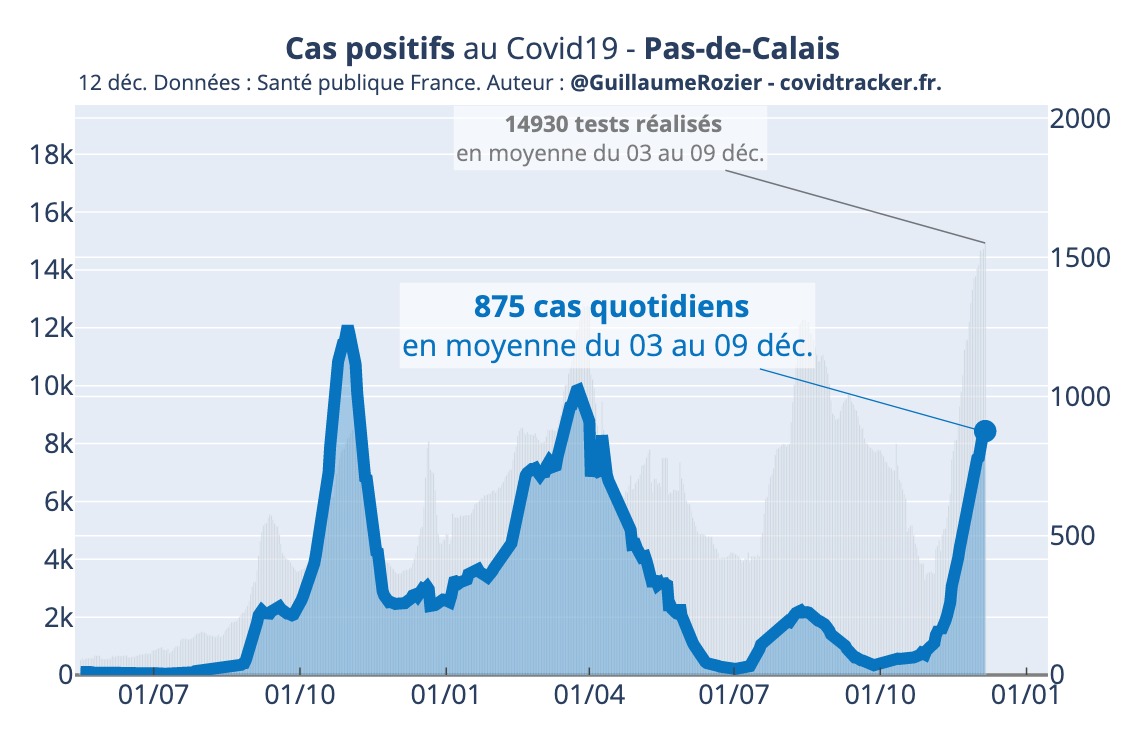 Cas positifs au Covid19 - Pas-de-Calais
12 déc. Données : Santé publique France. Auteur : @GuillaumeRozier - covidtracker.fr.
14930 tests réalisés
en moyenne du 03 au 09 déc.
875 cas quotidiens
en moyenne du 03 au 09 déc.
18k
16k
14k
12k
10k
8k
6k
4k
2k
0
2000
1500
1000
500
0
01/07
01/10
01/01
01/04
01/07
01/10
01/01